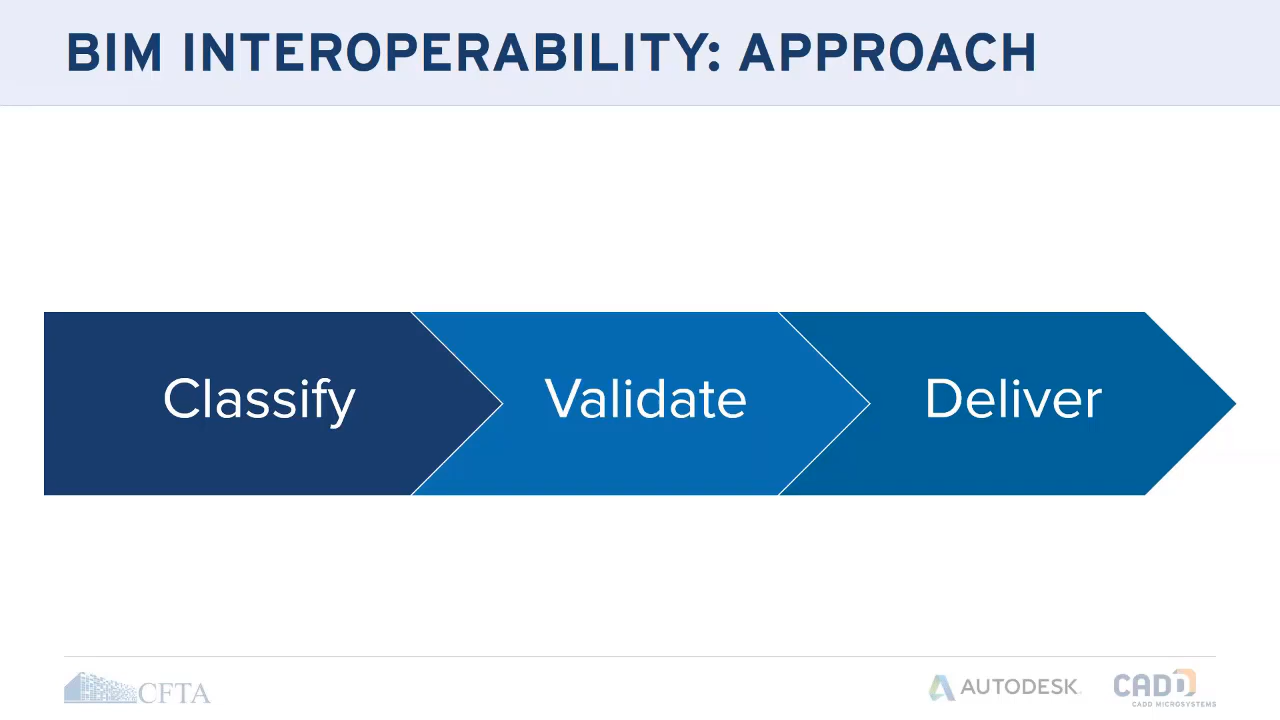 BIM INTEROPERABILITY: APPROACH
Classify
Validate
Deliver
CFTA
AUTODESK.
CADD
CADD MICROSYSTEMS